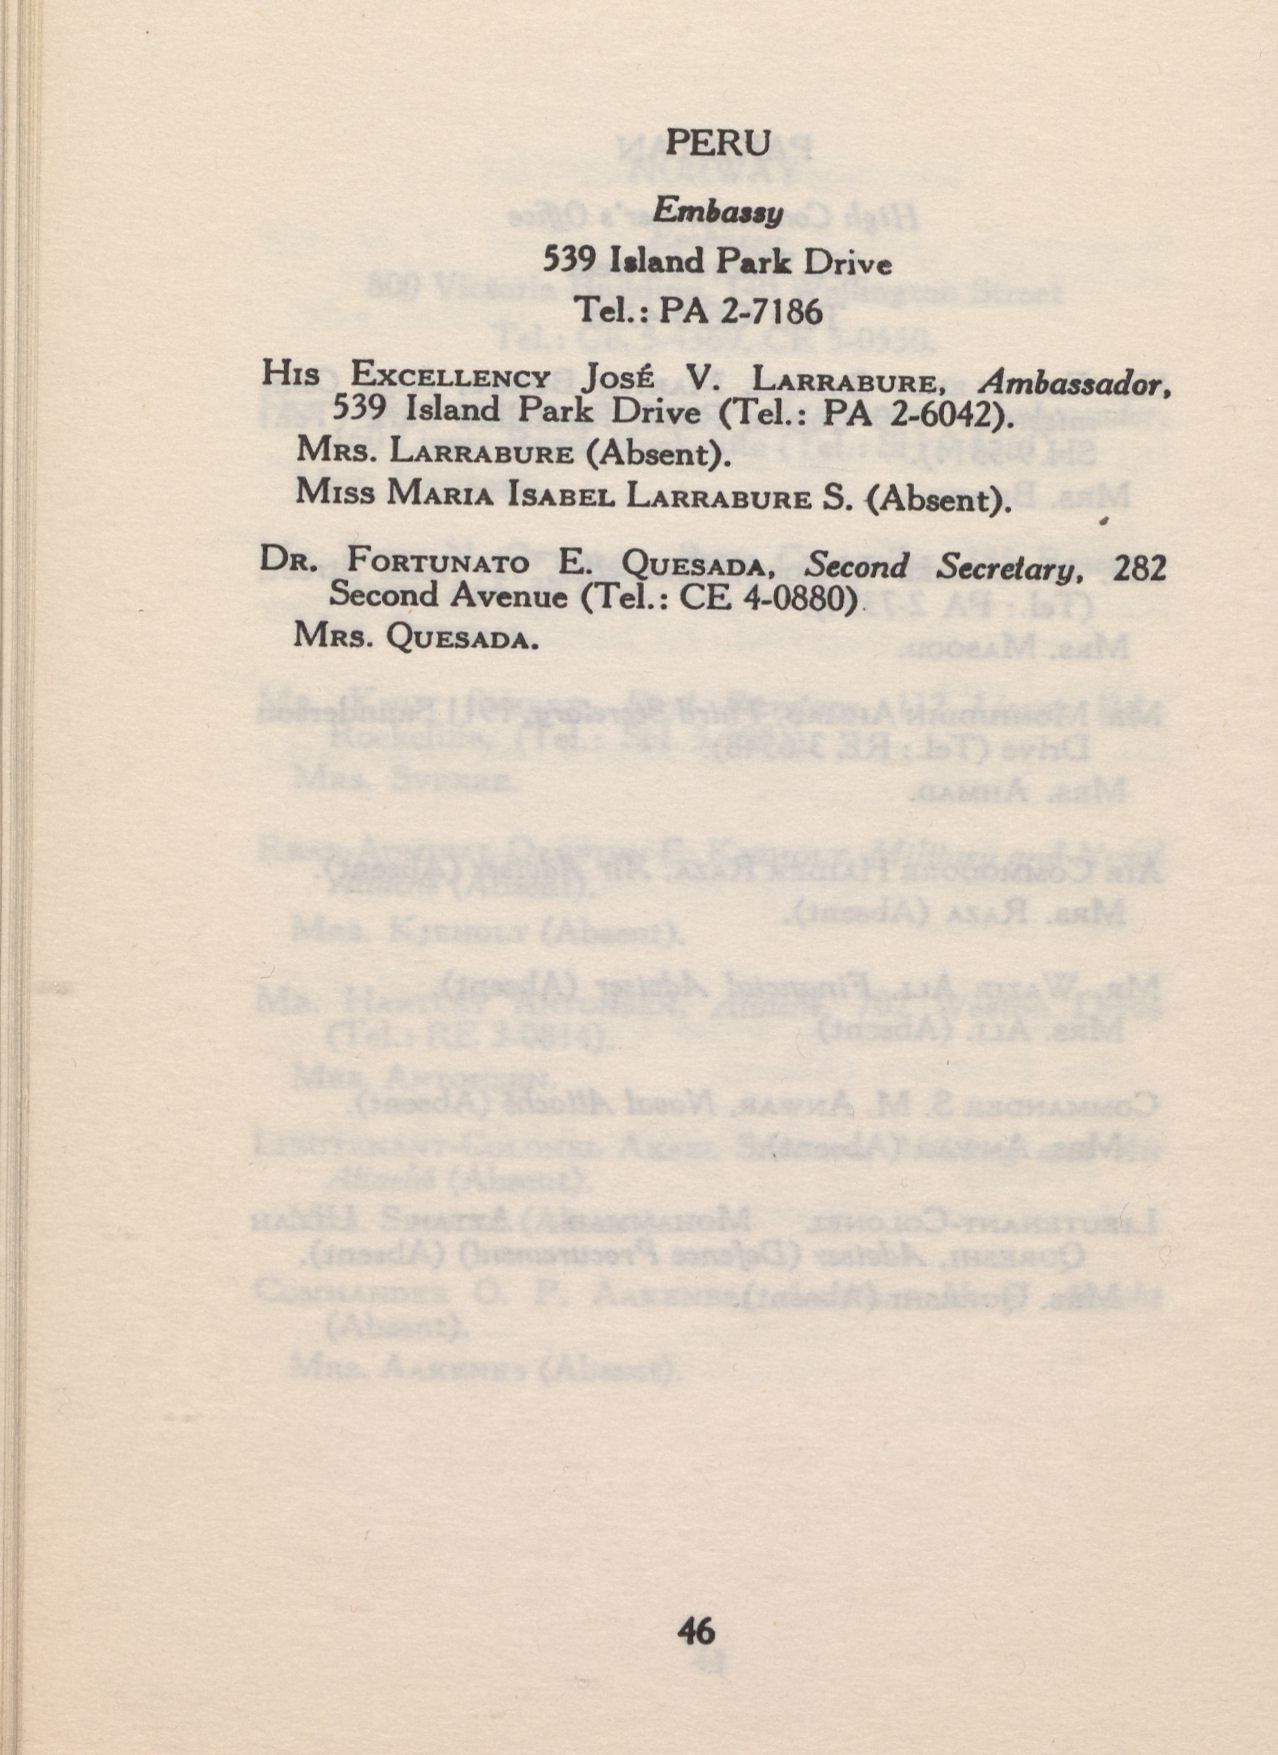 PERU
Embassy
539 Island Park Drive
Tel.: PA 2-7186
HIS EXCELLENCY JOSÉ V. LARRABURE, Ambassador,
539 Island Park Drive (Tel.: PA 2-6042).
MRS. LARRABURE (Absent).
MISS MARIA ISABEL LARRABURE S. (Absent).
DR. FORTUNATO E. QUESADA, Second Secretary, 282
Second Avenue (Tel.: CE 4-0880).
MRS. QUESADA.
46